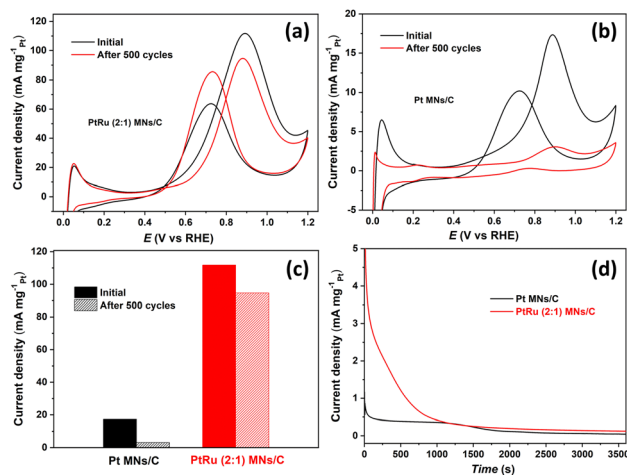 120
100
80
60
40
20
0
Current density (mA mg⁻¹Pt)
Initial
After 500 cycles
(a)
PtRu (2:1) MNs/C
0.0 0.2 0.4 0.6 0.8 1.0 1.2
E (V vs RHE)
20
15
10
5
0
-5
Current density (mA mg⁻¹Pt)
Initial
After 500 cycles
(b)
Pt MNs/C
0.0 0.2 0.4 0.6 0.8 1.0 1.2
E (V vs RHE)
120
100
80
60
40
20
0
Current density (mA mg⁻¹Pt)
Initial
After 500 cycles
(c)
Pt MNs/C PtRu (2:1) MNs/C
5
4
3
2
1
0
Current density (mA mg⁻¹Pt)
(d)
Pt MNs/C
PtRu (2:1) MNs/C
0 500 1000 1500 2000 2500 3000 3500
Time (s)